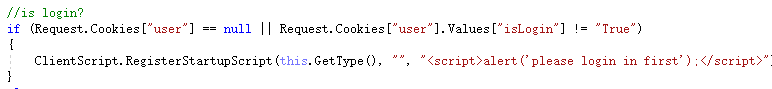 //is login?
if (Request.Cookies["user"] == null || Request.Cookies["user"].Values["isLogin"] != "True")
{
ClientScript.RegisterStartupScript(this.GetType(), "", "<script>alert('please login in first');</script>"
}